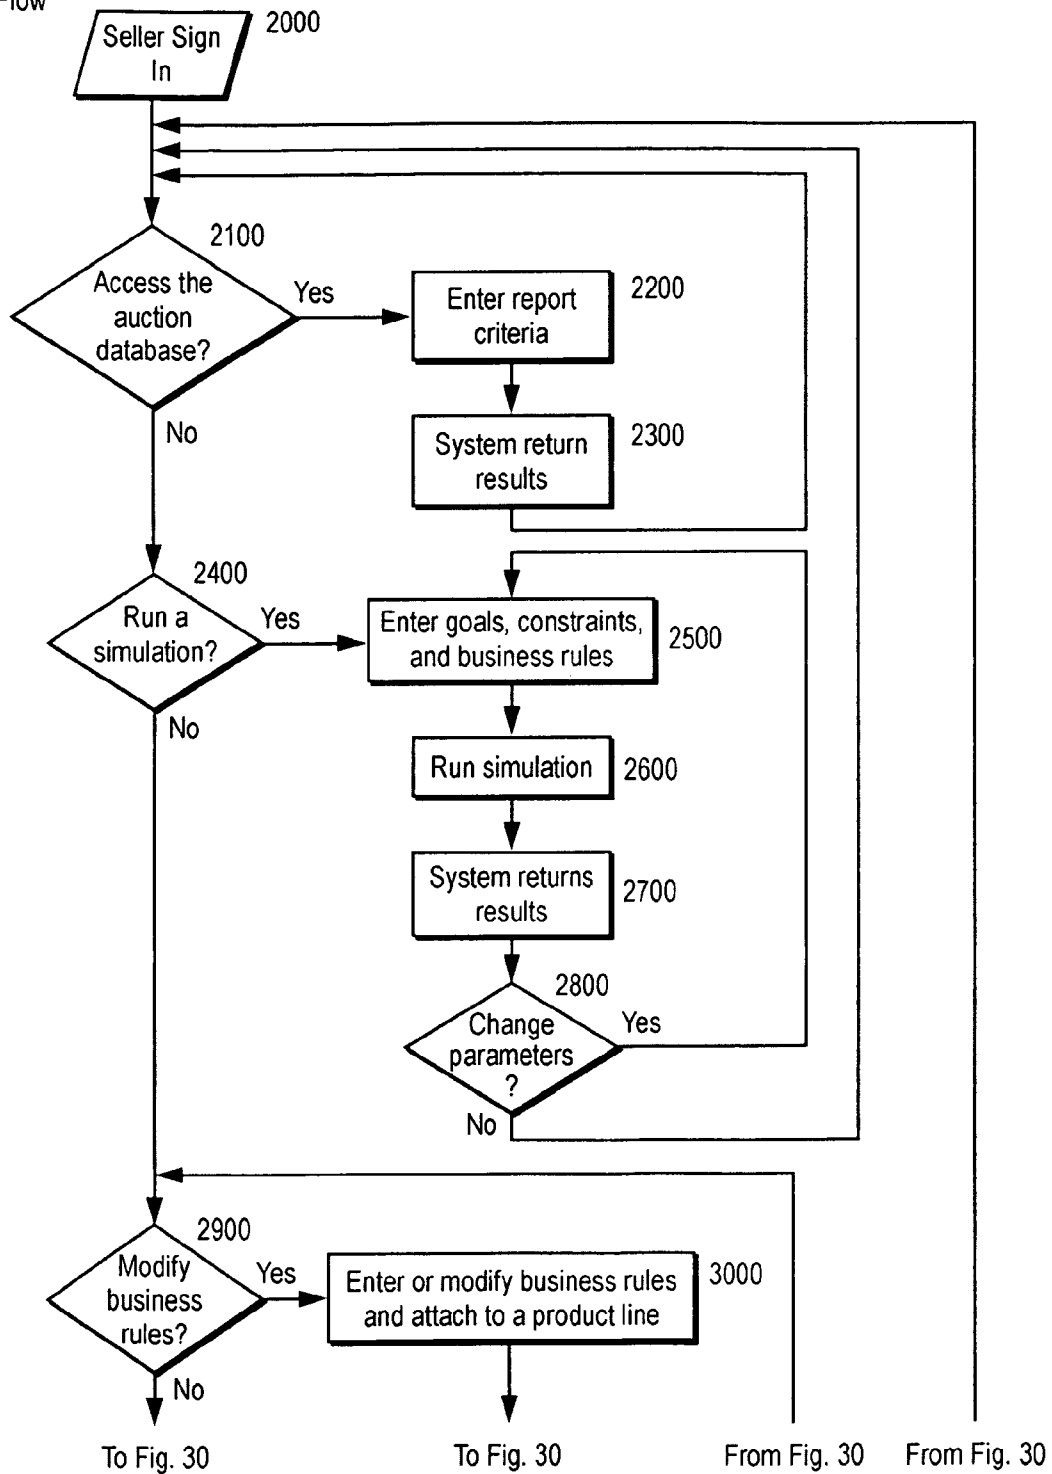 Flow
Seller Sign
In
2000
2100
Access the
auction
database?
Yes
Enter report
criteria
2200
No
System return
results
2300
2400
Run a
simulation?
Yes
Enter goals, constraints,
and business rules
2500
No
Run simulation
2600
System returns
results
2700
2800
Change
parameters
?
Yes
No
2900
Modify
business
rules?
Yes
Enter or modify business rules
and attach to a product line
3000
No
To Fig. 30
To Fig. 30
From Fig. 30
From Fig. 30